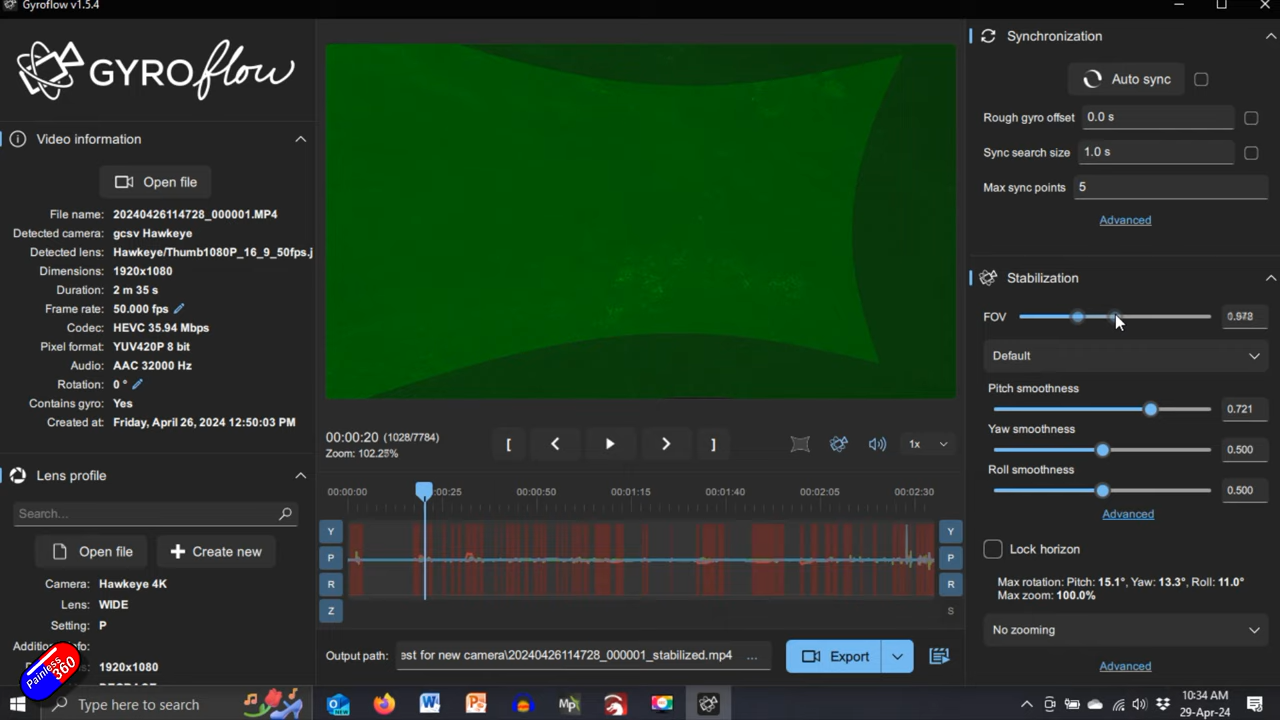 Gyroflow v1.5.4
GYROflow
Video information
Open file
File name: 20240426114728_000001.MP4
Detected camera: gcsv Hawkeye
Detected lens: Hawkeye/Thumb1080P_16_9_50fps.j
Dimensions: 1920x1080
Duration: 2 m 35 s
Frame rate: 50.000 fps
Codec: HEVC 35.94 Mbps
Pixel format: YUV420P 8 bit
Audio: AAC 32000 Hz
Rotation: 0 °
Contains gyro: Yes
Created at: Friday, April 26, 2024 12:50:03 PM
Lens profile
Search...
Open file
Create new
Camera: Hawkeye 4K
Lens: WIDE
Setting: P
1920x1080
Painless
360
00:00:20 (1028/7784)
Zoom: 102.23%
[
]
1x
00:00:00
00:25
00:00:50
00:01:15
00:01:40
00:02:05
00:02:30
Y
P
R
Z
Y
P
R
S
Output path: ast for new camera\20240426114728_000001_stabilized.mp4 ...
Export
Synchronization
Auto sync
Rough gyro offset 0.0 s
Sync search size 1.0 s
Max sync points 5
Advanced
Stabilization
FOV
Default
Pitch smoothness
0.721
Yaw smoothness
0.500
Roll smoothness
0.500
Advanced
Lock horizon
Max rotation: Pitch: 15.1°, Yaw: 13.3°, Roll: 11.0°
Max zoom: 100.0%
No zooming
Advanced
Type here to search
10:34 AM
29-Apr-24